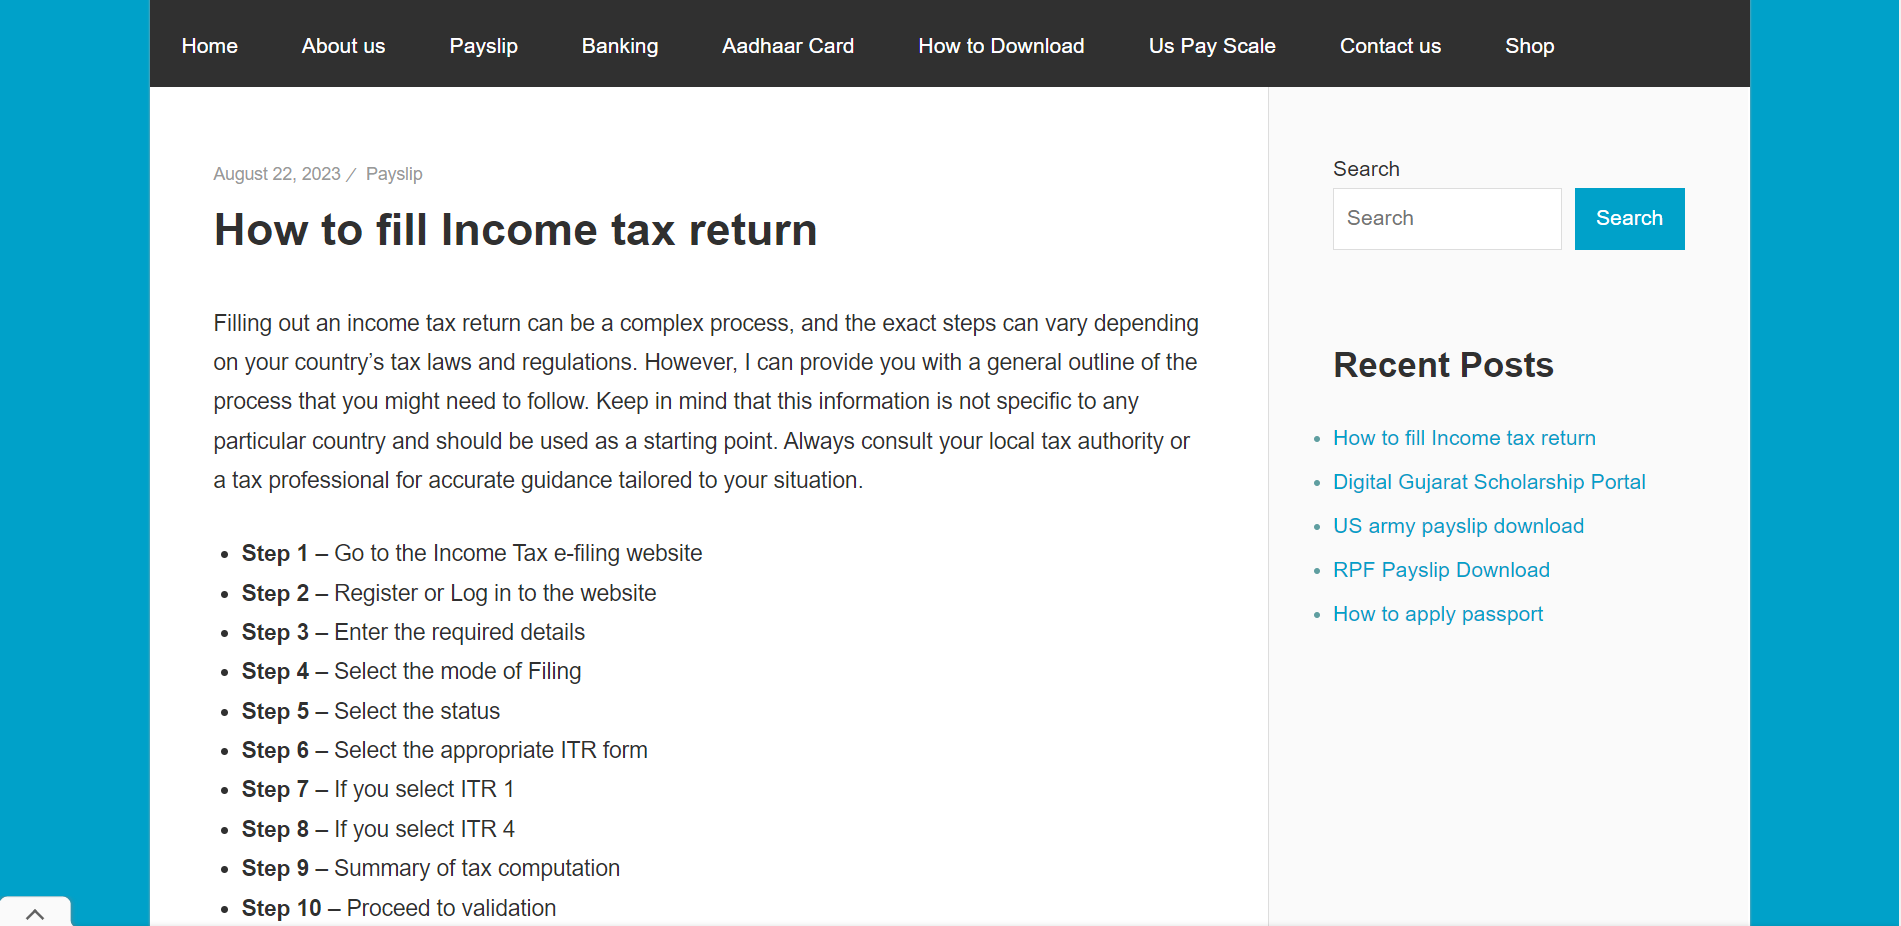 Home About us Payslip Banking Aadhaar Card How to Download Us Pay Scale Contact us Shop
August 22, 2023 / Payslip
How to fill Income tax return
Filling out an income tax return can be a complex process, and the exact steps can vary depending
on your country’s tax laws and regulations. However, I can provide you with a general outline of the
process that you might need to follow. Keep in mind that this information is not specific to any
particular country and should be used as a starting point. Always consult your local tax authority or
a tax professional for accurate guidance tailored to your situation.
• Step 1 – Go to the Income Tax e-filing website
• Step 2 – Register or Log in to the website
• Step 3 – Enter the required details
• Step 4 – Select the mode of Filing
• Step 5 – Select the status
• Step 6 – Select the appropriate ITR form
• Step 7 – If you select ITR 1
• Step 8 – If you select ITR 4
• Step 9 – Summary of tax computation
• Step 10 – Proceed to validation
Search
Search Search
Recent Posts
• How to fill Income tax return
• Digital Gujarat Scholarship Portal
• US army payslip download
• RPF Payslip Download
• How to apply passport